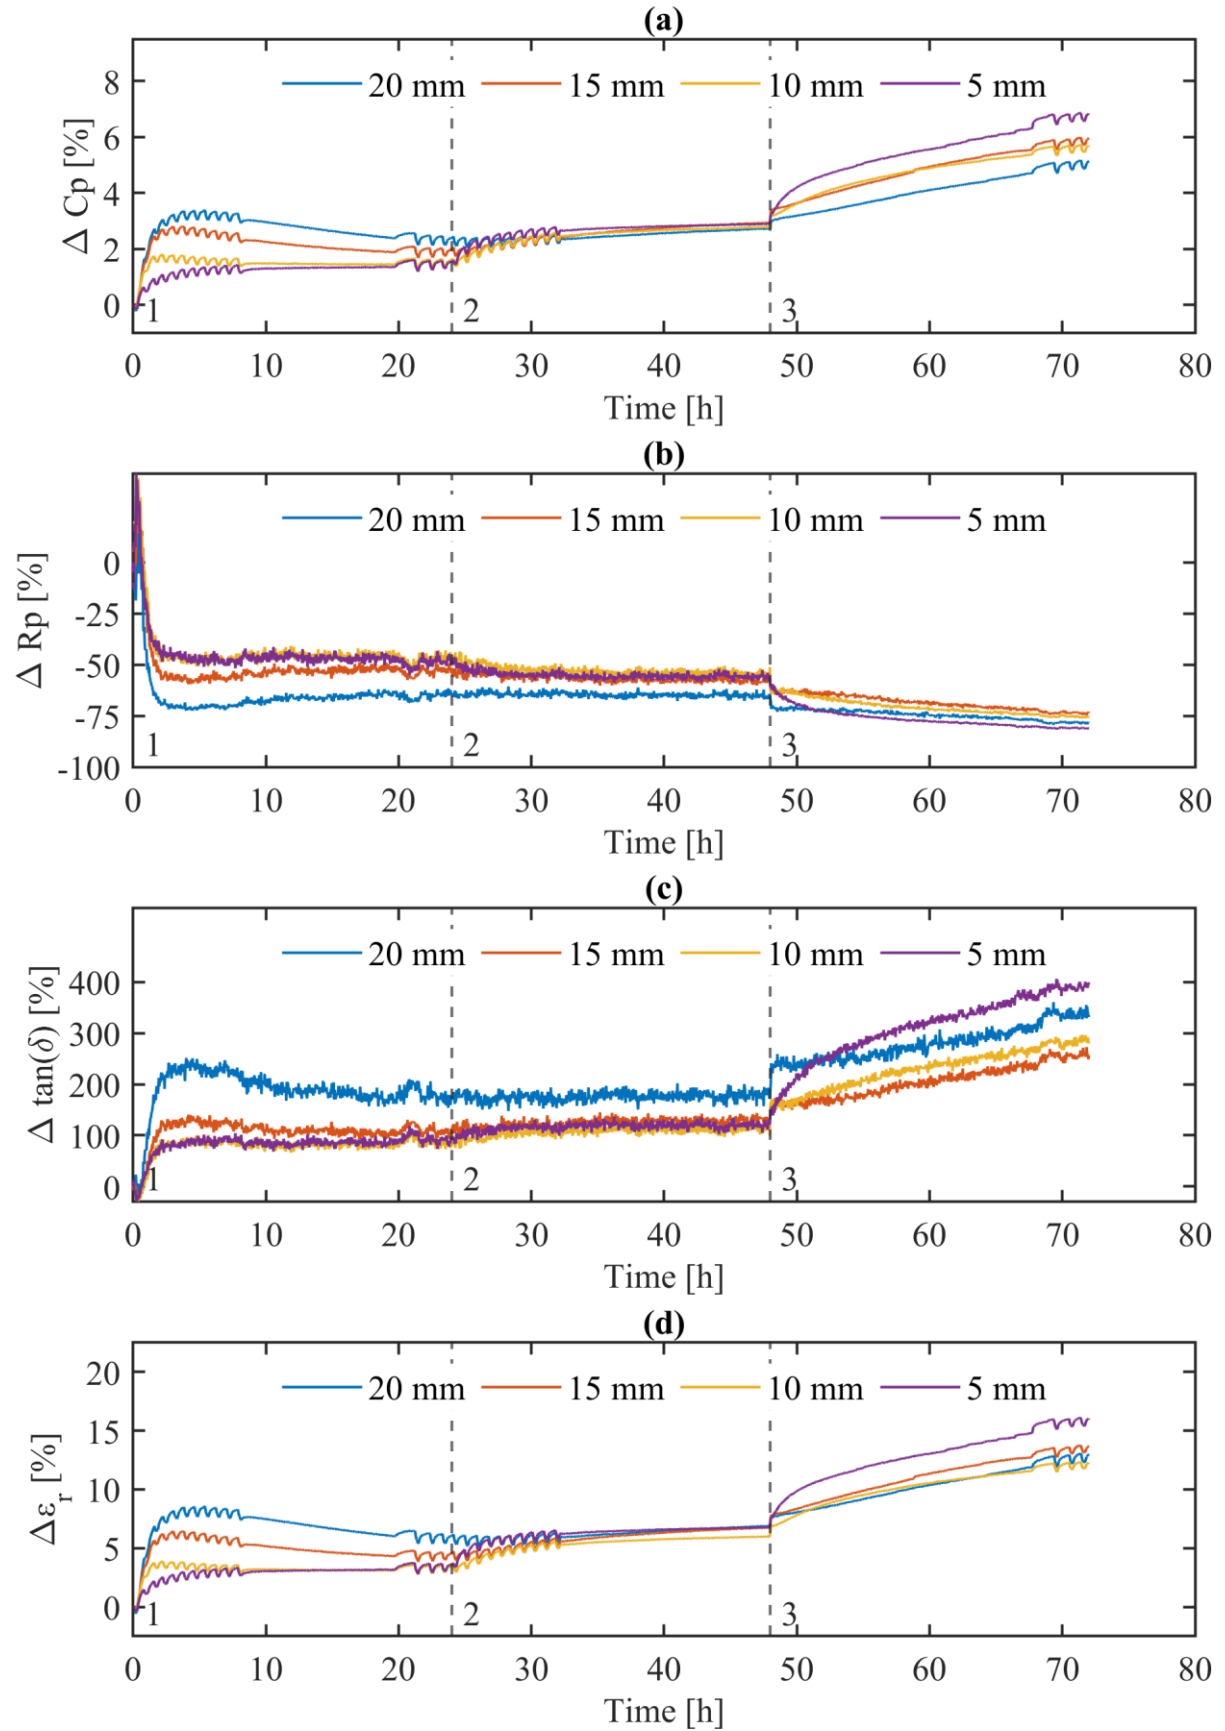 (a)
Δ Cp [%]
8
6
4
2
0
20 mm 15 mm 10 mm 5 mm
1 2 3
0 10 20 30 40 50 60 70 80
Time [h]
(b)
Δ Rp [%]
0
-25
-50
-75
-100
20 mm 15 mm 10 mm 5 mm
1 2 3
0 10 20 30 40 50 60 70 80
Time [h]
(c)
Δ tan(δ) [%]
400
300
200
100
0
20 mm 15 mm 10 mm 5 mm
1 2 3
0 10 20 30 40 50 60 70 80
Time [h]
(d)
Δε_r [%]
20
15
10
5
0
20 mm 15 mm 10 mm 5 mm
1 2 3
0 10 20 30 40 50 60 70 80
Time [h]